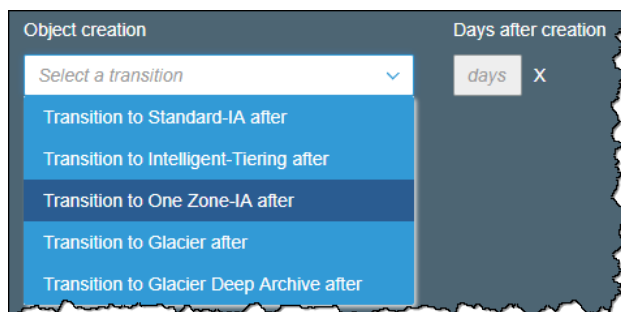 Object creation
Days after creation
Select a transition
days X
Transition to Standard-IA after
Transition to Intelligent-Tiering after
Transition to One Zone-IA after
Transition to Glacier after
Transition to Glacier Deep Archive after